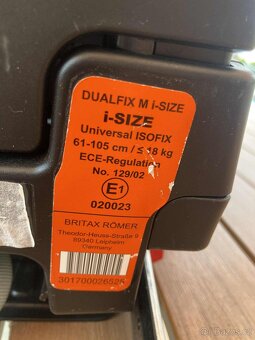 DUALFIX M i-SIZE
i-SIZE
Universal ISOFIX
61-105 cm / ≤ 18 kg
ECE-Regulation
No. 129/02
E1
020023
BRITAX RÖMER
Theodor-Heuss-Straße 9
89340 Leipheim
Germany
301700026525